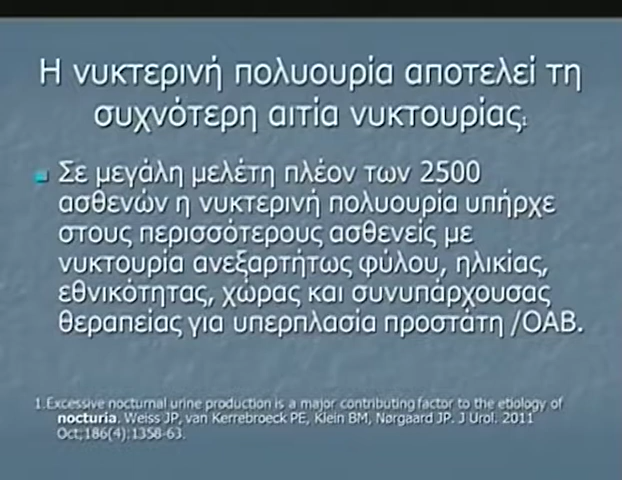 Η νυκτερινή πολυουρία αποτελεί τη
συχνότερη αιτία νυκτουρίας1
Σε μεγάλη μελέτη πλέον των 2500
ασθενών η νυκτερινή πολυουρία υπήρχε
στους περισσότερους ασθενείς με
νυκτουρία ανεξαρτήτως φύλου, ηλικίας,
εθνικότητας, χώρας και συνυπάρχουσας
θεραπείας για υπερπλασία προστάτη /OAB.
1.Excessive nocturnal urine production is a major contributing factor to the etiology of
nocturia. Weiss JP, van Kerrebroeck PE, Klein BM, Nørgaard JP. J Urol. 2011
Oct;186(4):1358-63.